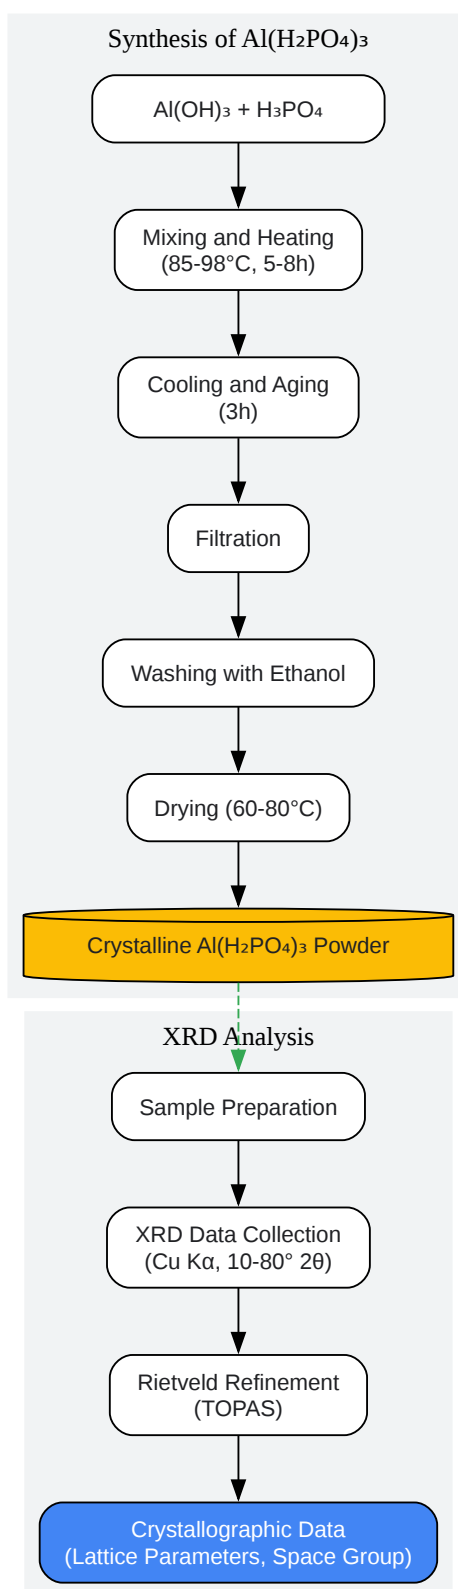 Synthesis of Al(H₂PO₄)₃
Al(OH)₃ + H₃PO₄
Mixing and Heating
(85-98°C, 5-8h)
Cooling and Aging
(3h)
Filtration
Washing with Ethanol
Drying (60-80°C)
Crystalline Al(H₂PO₄)₃ Powder
XRD Analysis
Sample Preparation
XRD Data Collection
(Cu Kα, 10-80° 2θ)
Rietveld Refinement
(TOPAS)
Crystallographic Data
(Lattice Parameters, Space Group)